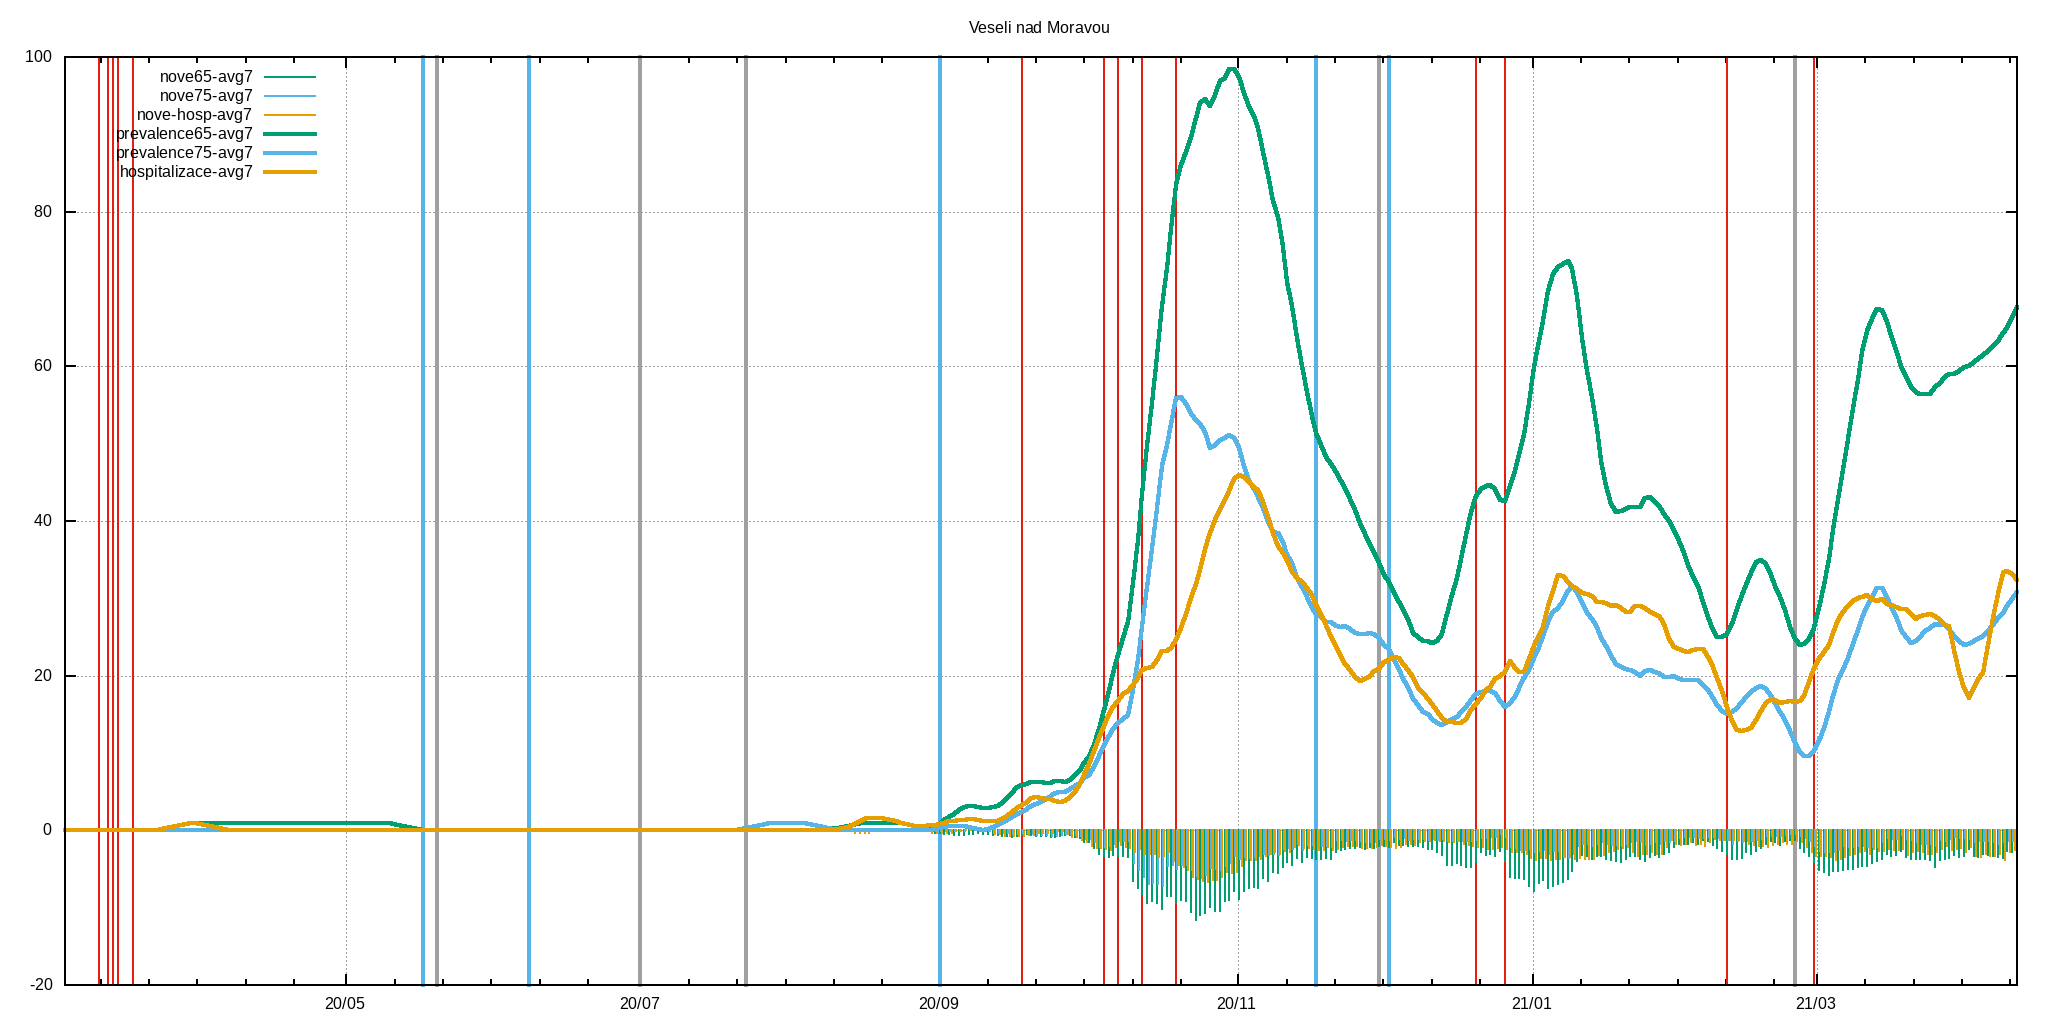 Veseli nad Moravou
100
80
60
40
20
0
-20
nove65-avg7
nove75-avg7
nove-hosp-avg7
prevalence65-avg7
prevalence75-avg7
hospitalizace-avg7
20/05 20/07 20/09 20/11 21/01 21/03